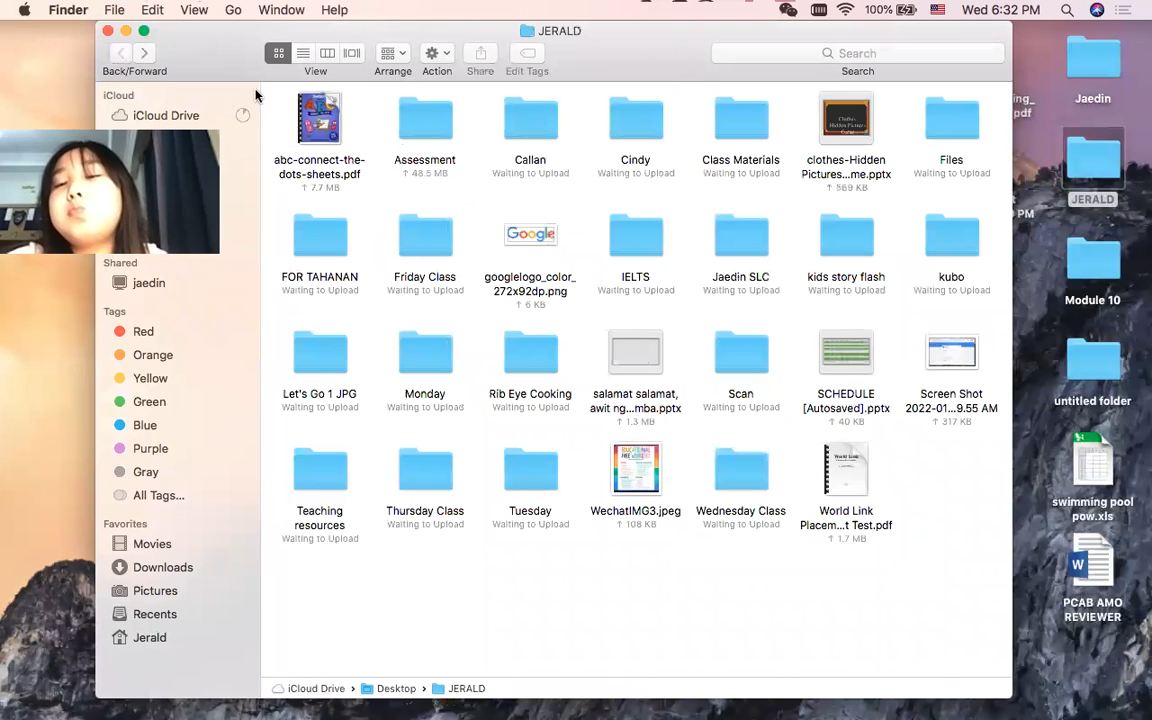 Finder File Edit View Go Window Help 100% Wed 6:32 PM
JERALD
Search
Back/Forward View Arrange Action Share Edit Tags Search
iCloud
iCloud Drive
Shared
jaedin
Tags
Red
Orange
Yellow
Green
Blue
Purple
Gray
All Tags...
Favorites
Movies
Downloads
Pictures
Recents
Jerald
abc-connect-the-
dots-sheets.pdf
↑ 7.7 MB
Assessment
↑ 48.5 MB
Callan
Waiting to Upload
Cindy
Waiting to Upload
Class Materials
Waiting to Upload
Clothes
clothes-Hidden
Pictures...me.pptx
↑ 569 KB
Files
Waiting to Upload
FOR TAHANAN
Waiting to Upload
Friday Class
Waiting to Upload
Google
googlelogo_color_
272x92dp.png
↑ 6 KB
IELTS
Waiting to Upload
Jaedin SLC
Waiting to Upload
kids story flash
Waiting to Upload
kubo
Waiting to Upload
Let's Go 1 JPG
Waiting to Upload
Monday
Waiting to Upload
Rib Eye Cooking
Waiting to Upload
salamat salamat,
awit ng...mba.pptx
↑ 1.3 MB
Scan
Waiting to Upload
SCHEDULE
[Autosaved].pptx
↑ 40 KB
Screen Shot
2022-01...9.55 AM
↑ 317 KB
Teaching
resources
Waiting to Upload
Thursday Class
Waiting to Upload
Tuesday
Waiting to Upload
WechatIMG3.jpeg
↑ 108 KB
Wednesday Class
Waiting to Upload
World Link
World Link
Placem...t Test.pdf
↑ 1.7 MB
iCloud Drive › Desktop › JERALD
Jaedin
ing_
pdf
JERALD
PM
Module 10
untitled folder
swimming pool
pow.xls
W
PCAB AMO
REVIEWER